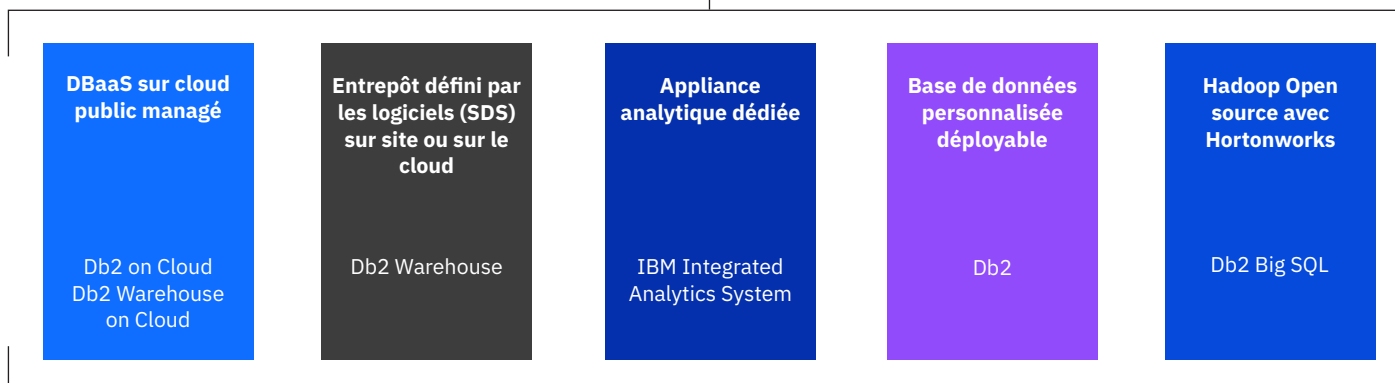 DBaaS sur cloud
public managé
Db2 on Cloud
Db2 Warehouse
on Cloud
Entrepôt défini par
les logiciels (SDS)
sur site ou sur le
cloud
Db2 Warehouse
Appliance
analytique dédiée
IBM Integrated
Analytics System
Base de données
personnalisée
déployable
Db2
Hadoop Open
source avec
Hortonworks
Db2 Big SQL